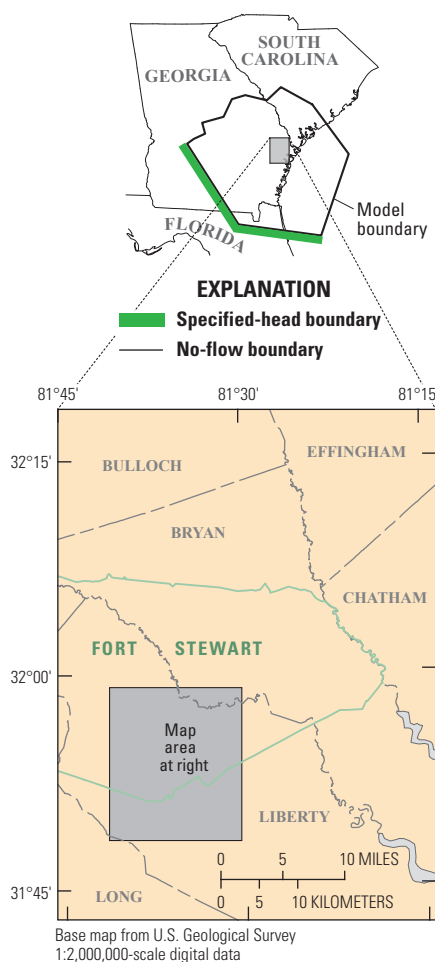 SOUTH
CAROLINA
GEORGIA
FLORIDA
Model
boundary
EXPLANATION
Specified-head boundary
No-flow boundary
81°45' 81°30' 81°15'
32°15'
BULLOCH
EFFINGHAM
BRYAN
CHATHAM
FORT STEWART
32°00'
Map
area
at right
LIBERTY
0 5 10 MILES
31°45'
LONG
0 5 10 KILOMETERS
Base map from U.S. Geological Survey
1:2,000,000-scale digital data